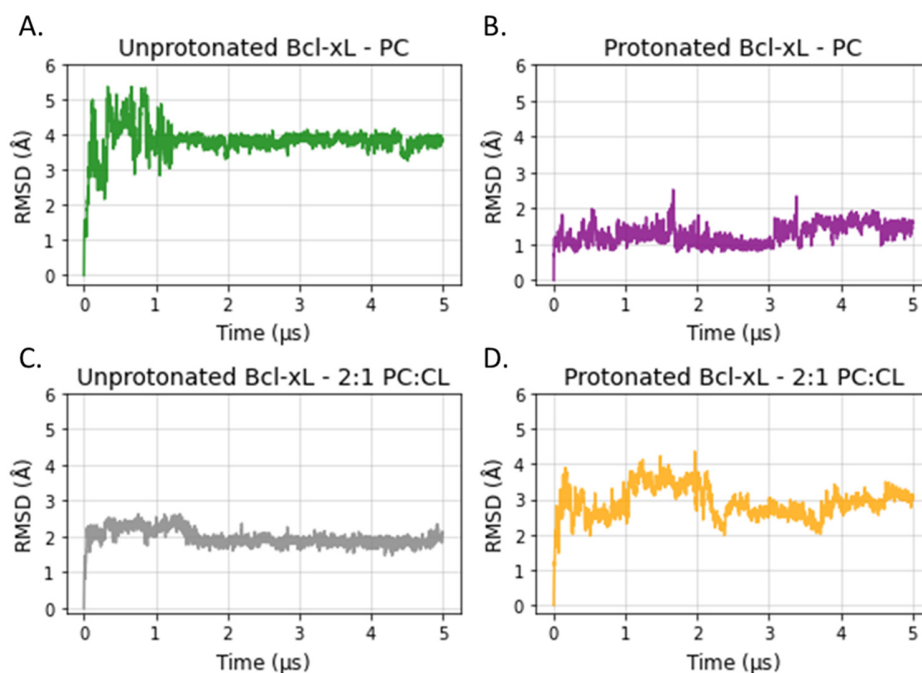 A.
Unprotonated Bcl-xL - PC
6
5
4
3
2
1
0
RMSD (Å)
0 1 2 3 4 5
Time (µs)
B.
Protonated Bcl-xL - PC
6
5
4
3
2
1
0
RMSD (Å)
0 1 2 3 4 5
Time (µs)
C.
Unprotonated Bcl-xL - 2:1 PC:CL
6
5
4
3
2
1
0
RMSD (Å)
0 1 2 3 4 5
Time (µs)
D.
Protonated Bcl-xL - 2:1 PC:CL
6
5
4
3
2
1
0
RMSD (Å)
0 1 2 3 4 5
Time (µs)